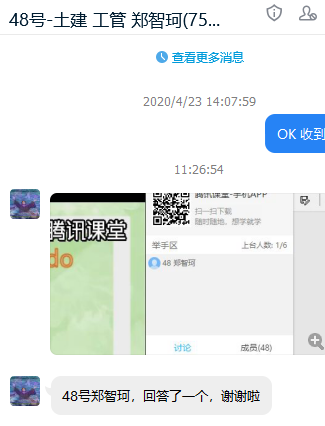 48号-土建 工管 郑智珂(75...
查看更多消息
2020/4/23 14:07:59
OK 收到
11:26:54
腾讯课堂-手机APP
扫一扫下载
随时随地、想学就学
腾讯课堂
do
举手区
上台人数: 1/6
48 郑智珂
讨论
成员(48)
48号郑智珂，回答了一个，谢谢啦